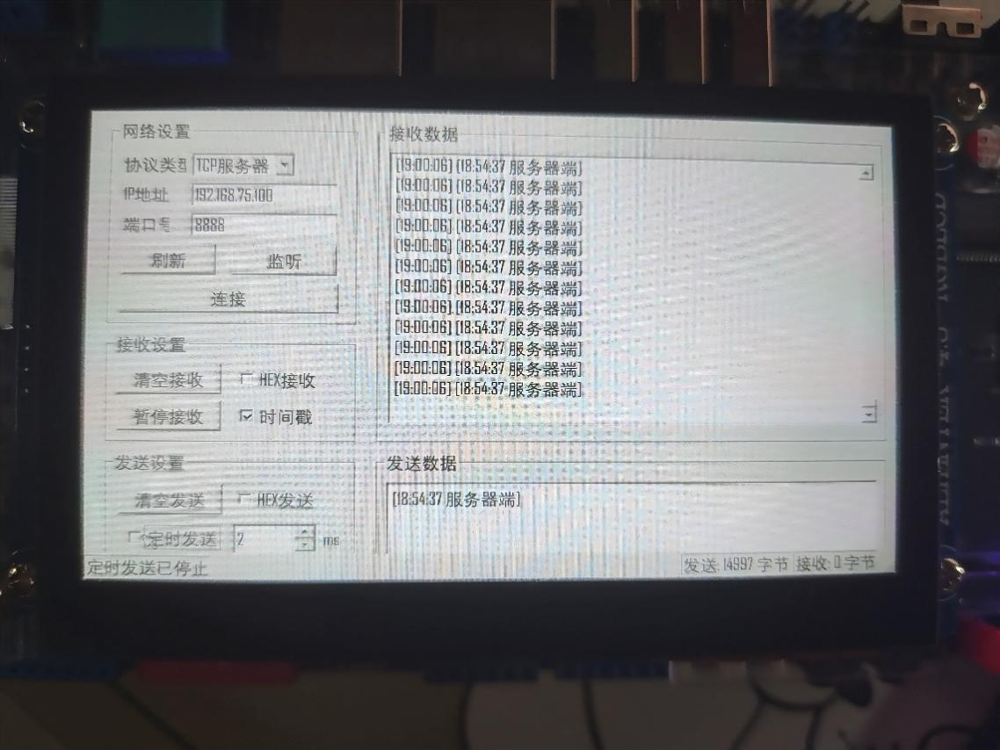 网络设置
协议类型 TCP服务器
IP地址 192.168.75.100
端口号 8888
刷新 监听
连接
接收设置
清空接收 HEX接收
暂停接收 时间戳
发送设置
清空发送 HEX发送
定时发送 2 ms
定时发送已停止
接收数据
[19:00:06] [18:54:37 服务器端]
[19:00:06] [18:54:37 服务器端]
[19:00:06] [18:54:37 服务器端]
[19:00:06] [18:54:37 服务器端]
[19:00:06] [18:54:37 服务器端]
[19:00:06] [18:54:37 服务器端]
[19:00:06] [18:54:37 服务器端]
[19:00:06] [18:54:37 服务器端]
[19:00:06] [18:54:37 服务器端]
[19:00:06] [18:54:37 服务器端]
[19:00:06] [18:54:37 服务器端]
[19:00:06] [18:54:37 服务器端]
发送数据
[18:54:37 服务器端]
发送: 14997 字节 接收: 0 字节